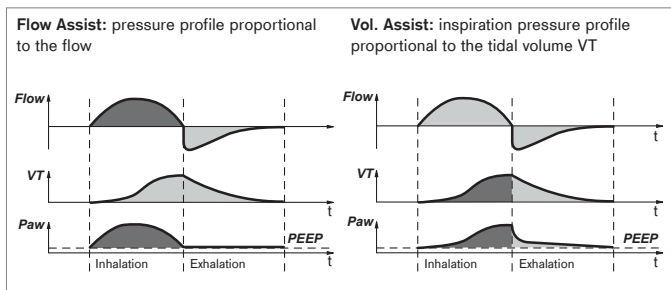 Flow Assist: pressure profile proportional
to the flow
Flow
VT
t
Paw
PEEP
t
Inhalation
Exhalation
Vol. Assist: inspiration pressure profile
proportional to the tidal volume VT
Flow
t
VT
t
Paw
PEEP
t
Inhalation
Exhalation